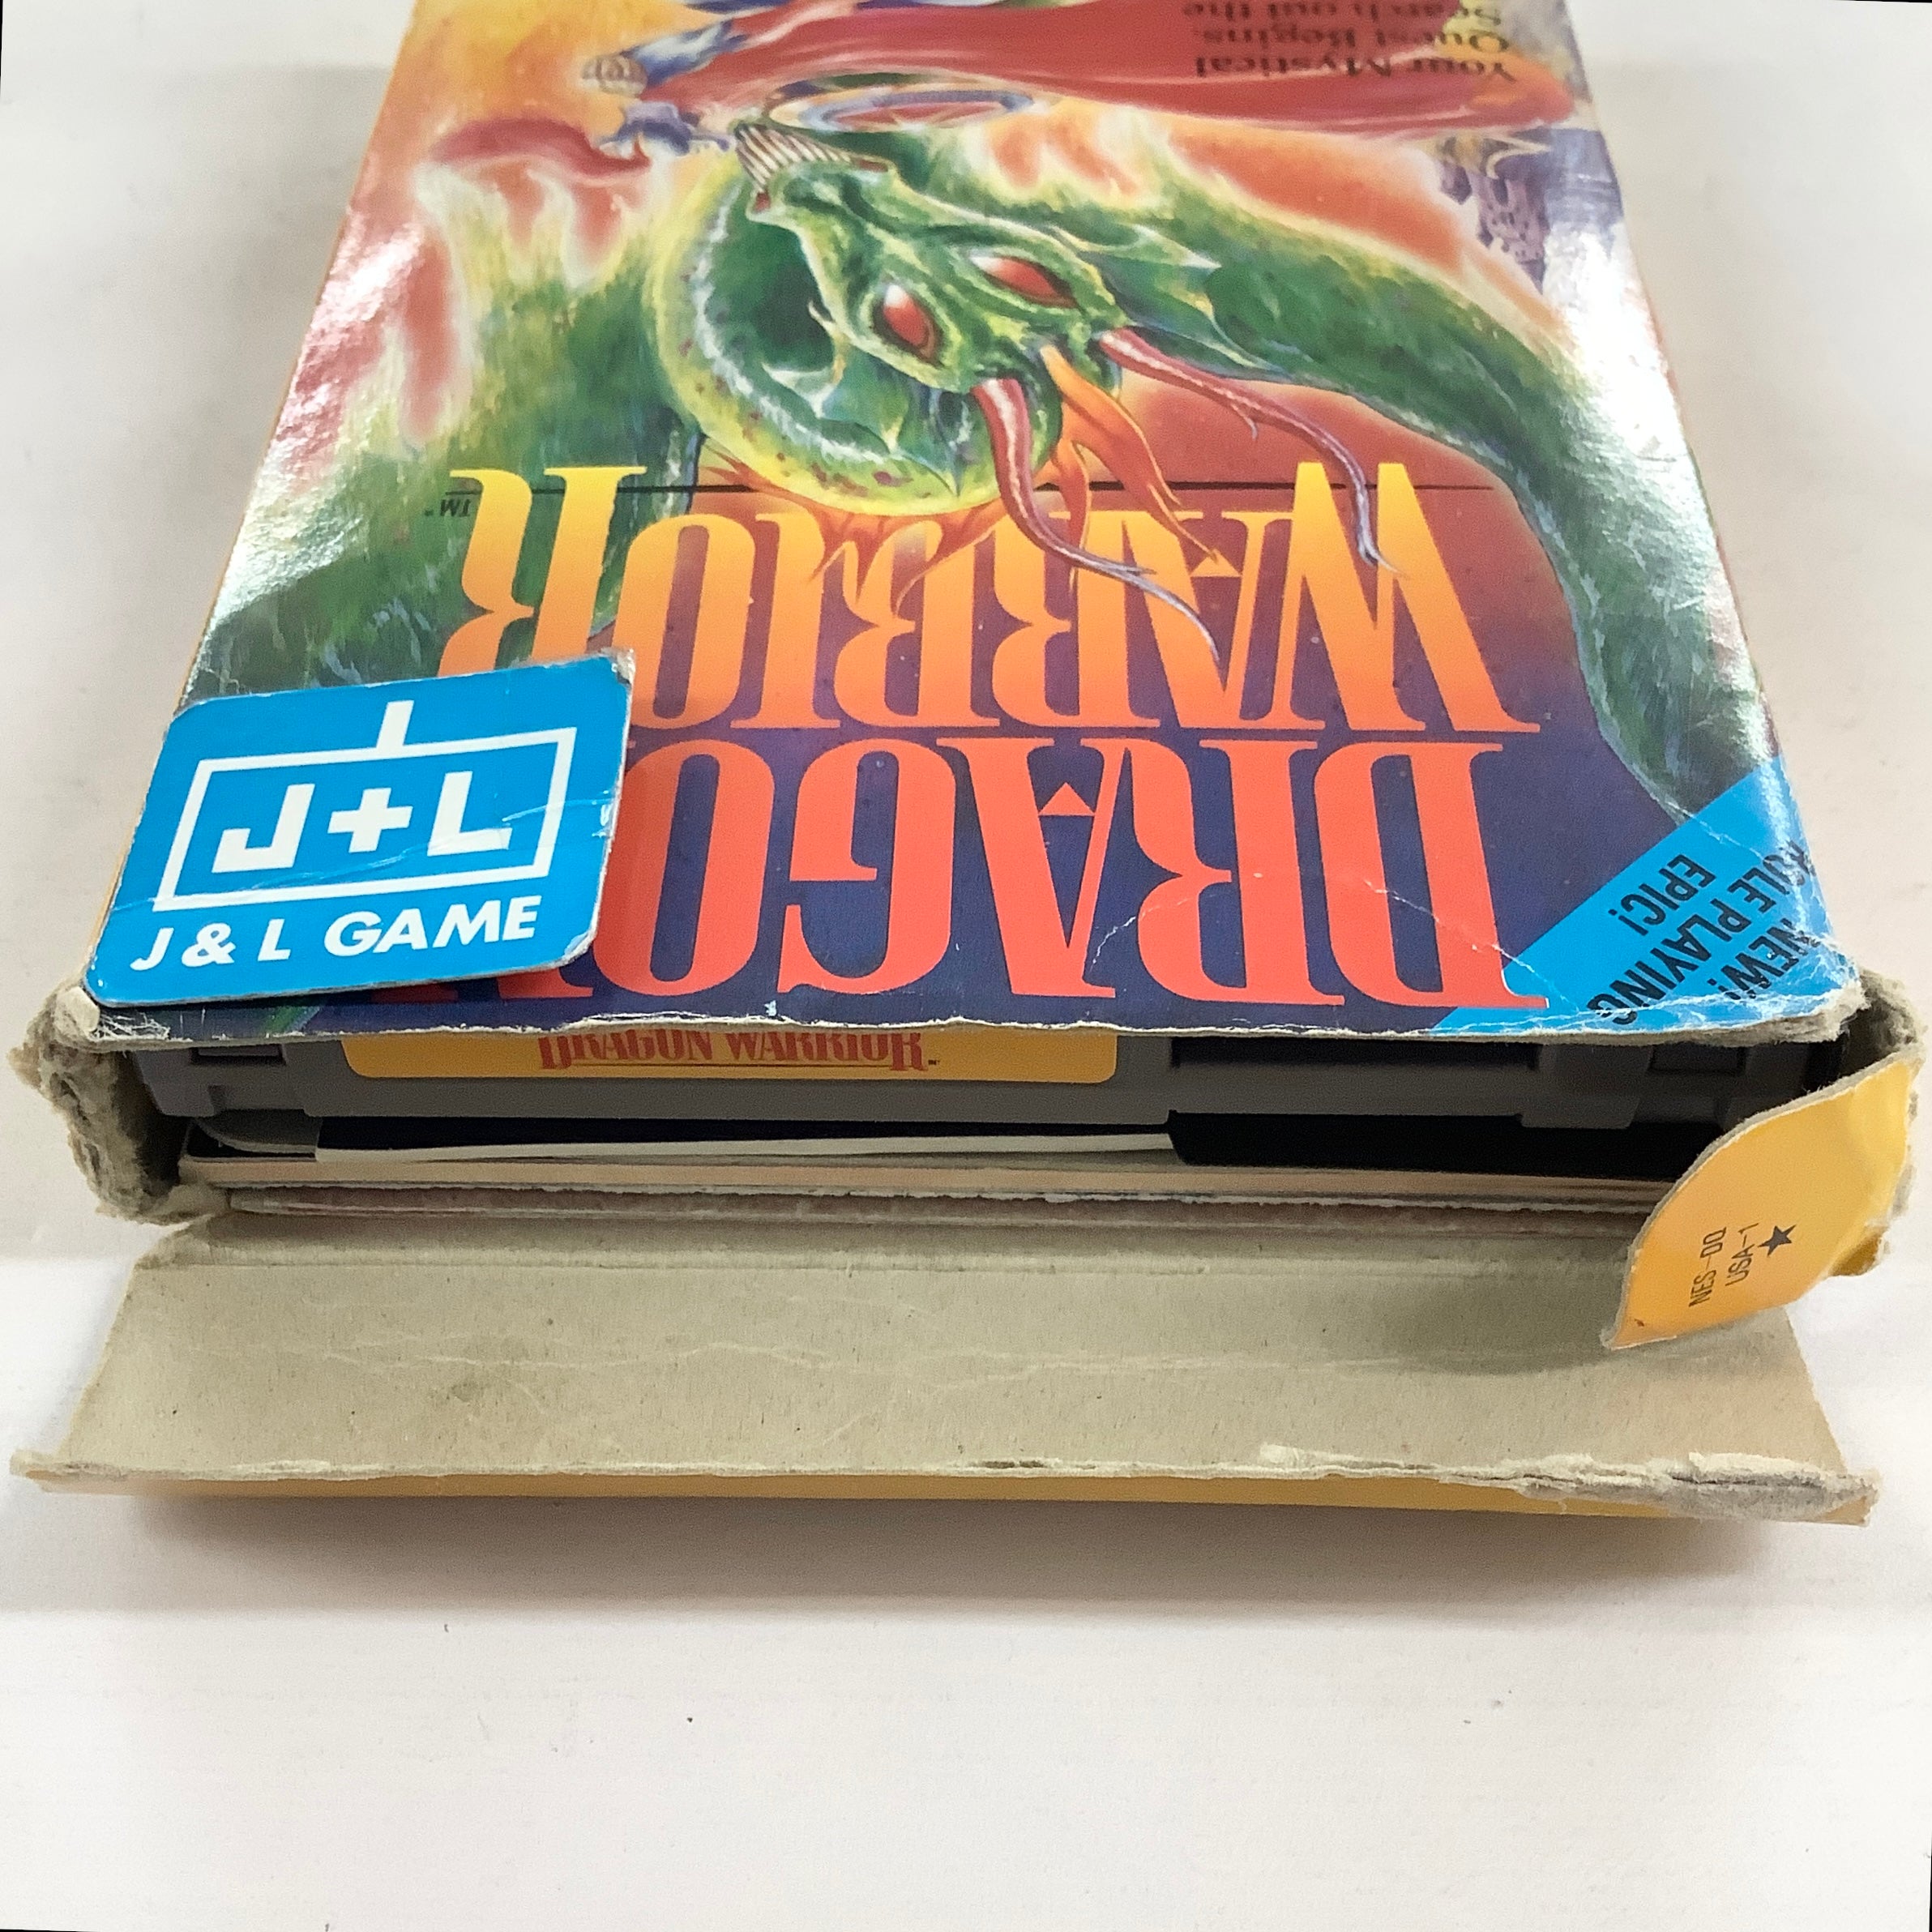 Your Mystical
Quest Begins.
Search out the
DRAGON
WARRIOR
TM.
NEW!
ROLE PLAYING
EPIC!
J+L
J & L GAME
DRAGON WARRIOR
NES-DQ
USA-1